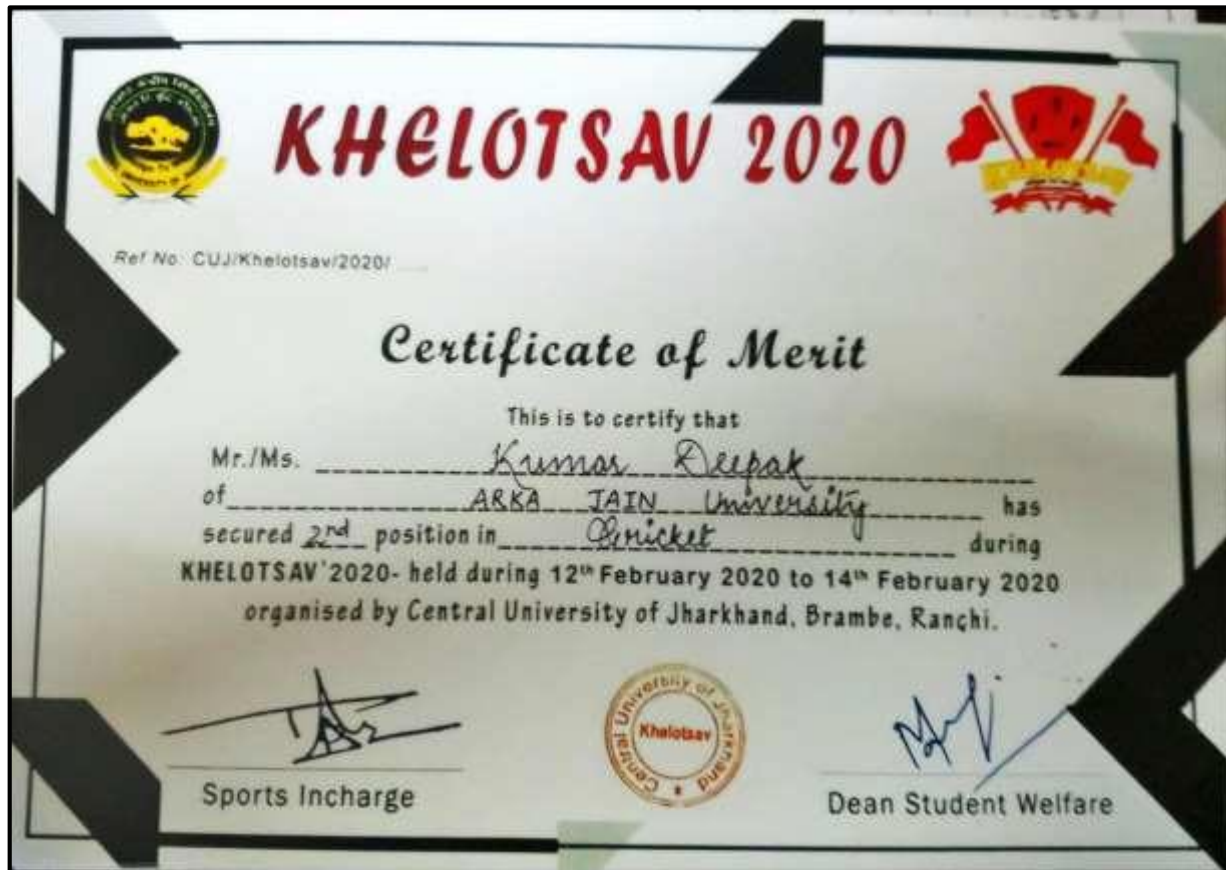 KHELOTSAV 2020
KHELOTSAV
Ref No: CUJ/Khelotsav/2020/
Certificate of Merit
This is to certify that
Mr./Ms. Kumar Deepak
of ARKA JAIN University has
secured 2nd position in Cricket during
KHELOTSAV'2020- held during 12th February 2020 to 14th February 2020
organised by Central University of Jharkhand, Brambe, Ranchi.
Central University of Jharkhand
Khelotsav
Sports Incharge
Dean Student Welfare